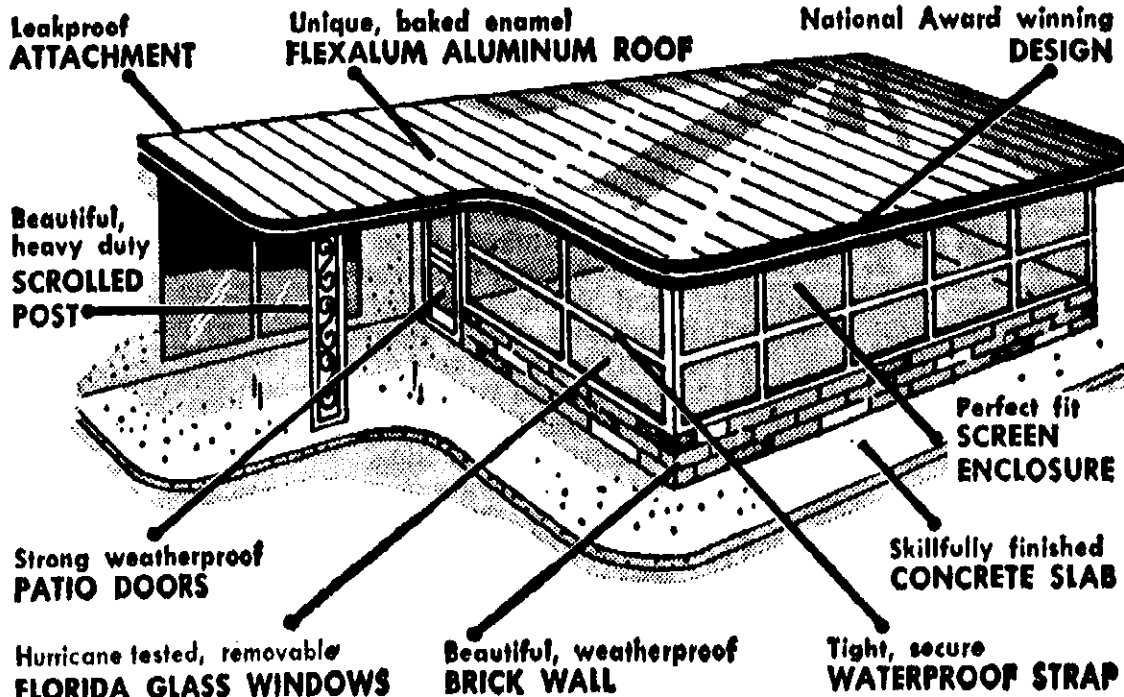 Leakproof
ATTACHMENT
Unique, baked enamel
FLEXALUM ALUMINUM ROOF
National Award winning
DESIGN
Beautiful,
heavy duty
SCROLLED
POST
Perfect fit
SCREEN
ENCLOSURE
Strong weatherproof
PATIO DOORS
Skillfully finished
CONCRETE SLAB
Hurricane tested, removable
FLORIDA GLASS WINDOWS
Beautiful, weatherproof
BRICK WALL
Tight, secure
WATERPROOF STRAP